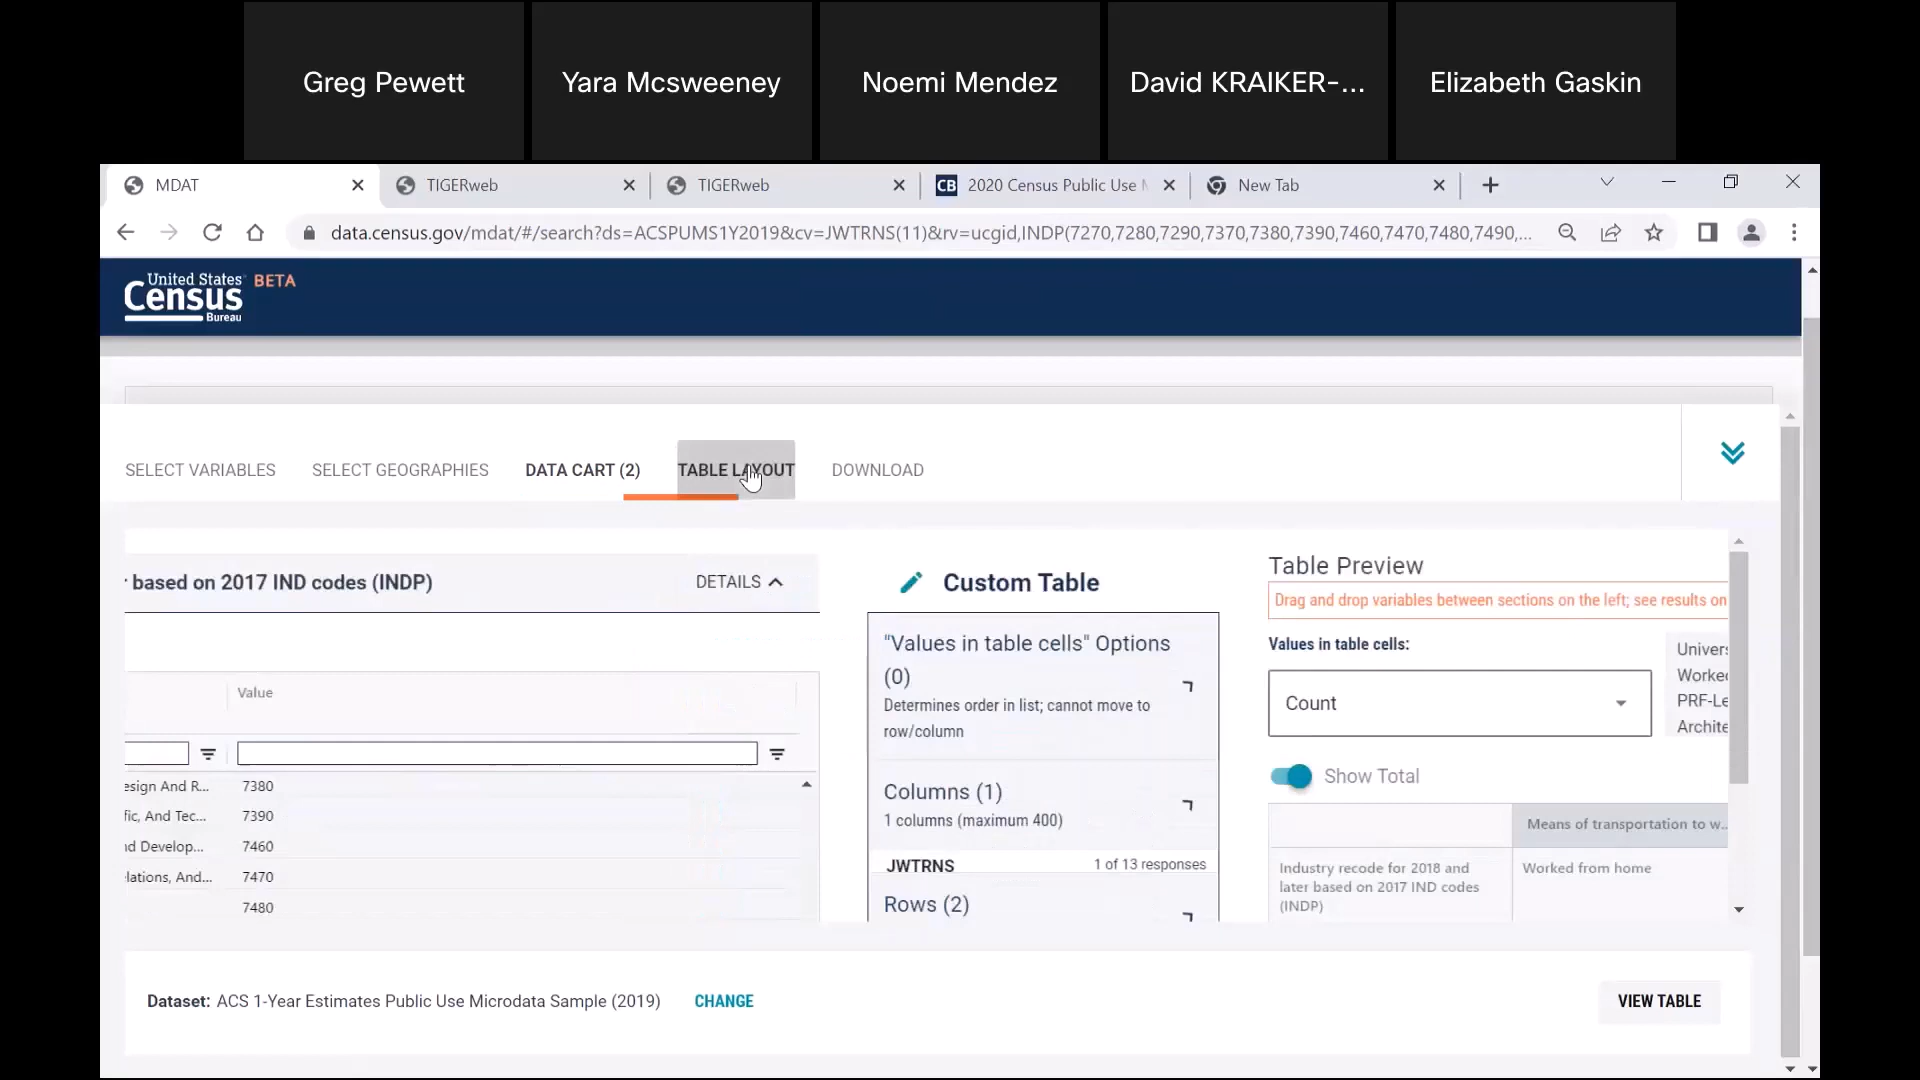 Greg Pewett
Yara Mcsweeney
Noemi Mendez
David KRAIKER-...
Elizabeth Gaskin
MDAT
TIGERweb
TIGERweb
CB 2020 Census Public Use
New Tab
data.census.gov/mdat/#/search?ds=ACSPUMS1Y2019&cv=JWTRNS(11)&rv=ucgid,INDP(7270,7280,7290,7370,7380,7390,7460,7470,7480,7490,...
United States
Census
Bureau
BETA
SELECT VARIABLES
SELECT GEOGRAPHIES
DATA CART (2)
TABLE LAYOUT
DOWNLOAD
based on 2017 IND codes (INDP)
DETAILS
Value
esign And R...
7380
fic, And Tec...
7390
nd Develop...
7460
lations, And...
7470
7480
Custom Table
"Values in table cells" Options
(0)
Determines order in list; cannot move to
row/column
Columns (1)
1 columns (maximum 400)
JWTRNS
1 of 13 responses
Rows (2)
Table Preview
Drag and drop variables between sections on the left; see results on
Values in table cells:
Count
Univers
Worked
PRF-Le
Archite
Show Total
Means of transportation to w...
Industry recode for 2018 and
later based on 2017 IND codes
(INDP)
Worked from home
Dataset: ACS 1-Year Estimates Public Use Microdata Sample (2019)
CHANGE
VIEW TABLE